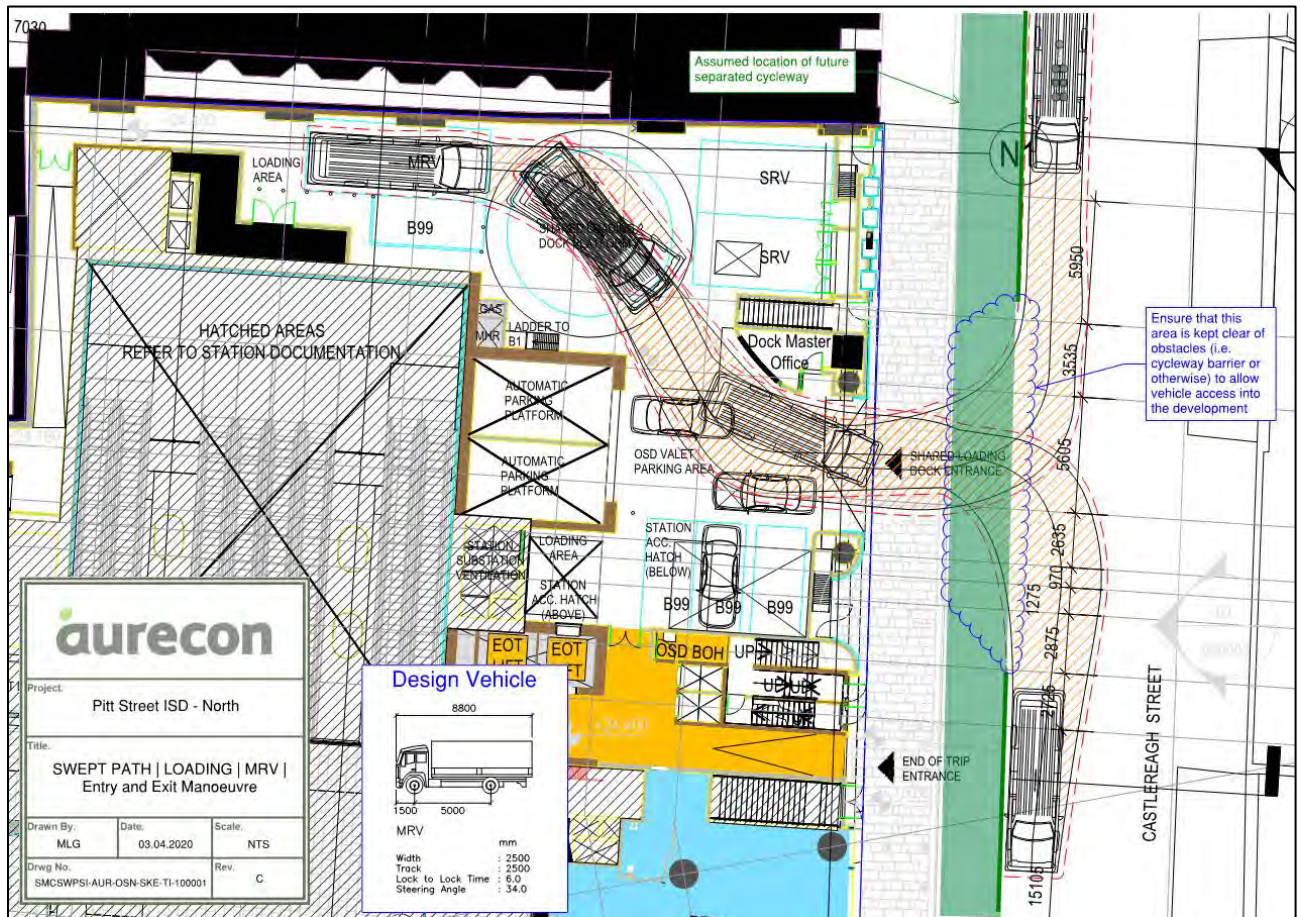 7030
Assumed location of future
separated cycleway
LOADING
AREA
MRV
B99
SRV
SRV
N
5950
3535
5605
2635
970
1275
2875
2725
15105
Ensure that this
area is kept clear of
obstacles (i.e.
cycleway barrier or
otherwise) to allow
vehicle access into
the development
HATCHED AREAS
REFER TO STATION DOCUMENTATION
GAS
MHR
LADDER TO
B1
Dock Master
Office
AUTOMATIC
PARKING
PLATFORM
AUTOMATIC
PARKING
PLATFORM
OSD VALET
PARKING AREA
SHARED LOADING
DOCK ENTRANCE
STATION
SUBSTATION
VENTILATION
LOADING
AREA
STATION
ACC. HATCH
(ABOVE)
STATION
ACC.
HATCH
(BELOW)
B99
B99
B99
EOT
EOT
OSD BOH
UP
END OF TRIP
ENTRANCE
CASTLEREAGH STREET
aurecon
Project.
Pitt Street ISD - North
Title.
SWEPT PATH | LOADING | MRV |
Entry and Exit Manoeuvre
Drawn By.
MLG
Date.
03.04.2020
Scale.
NTS
Drwg No.
SMCSWPSI-AUR-OSN-SKE-TI-100001
Rev.
C
Design Vehicle
8800
1500
5000
MRV
mm
Width : 2500
Track : 2500
Lock to Lock Time : 6.0
Steering Angle : 34.0